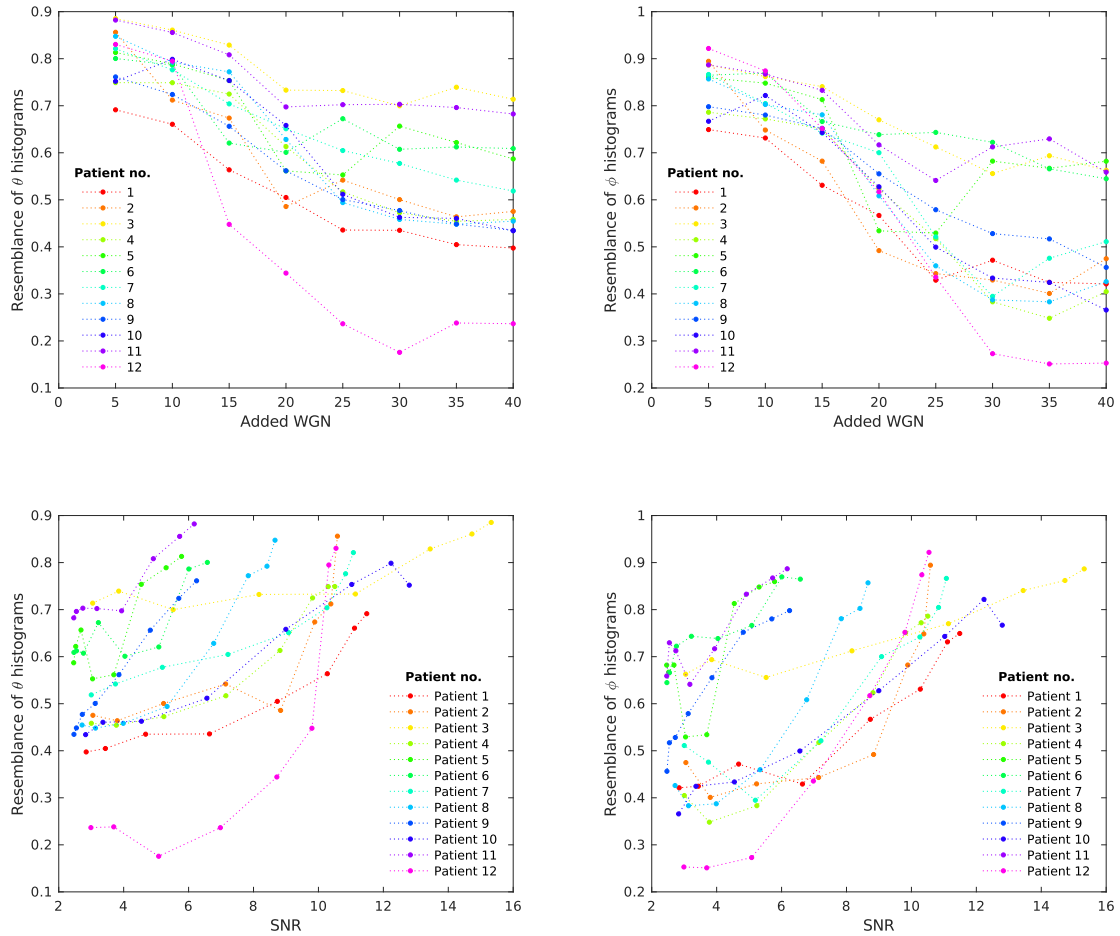 0.9
0.8
0.7
0.6
0.5
0.4
0.3
0.2
0.1
Resemblance of θ histograms
Patient no.
1
2
3
4
5
6
7
8
9
10
11
12
0 5 10 15 20 25 30 35 40
Added WGN
1
0.9
0.8
0.7
0.6
0.5
0.4
0.3
0.2
Resemblance of ϕ histograms
Patient no.
1
2
3
4
5
6
7
8
9
10
11
12
0 5 10 15 20 25 30 35 40
Added WGN
0.9
0.8
0.7
0.6
0.5
0.4
0.3
0.2
0.1
Resemblance of θ histograms
Patient no.
Patient 1
Patient 2
Patient 3
Patient 4
Patient 5
Patient 6
Patient 7
Patient 8
Patient 9
Patient 10
Patient 11
Patient 12
2 4 6 8 10 12 14 16
SNR
1
0.9
0.8
0.7
0.6
0.5
0.4
0.3
0.2
Resemblance of ϕ histograms
Patient no.
Patient 1
Patient 2
Patient 3
Patient 4
Patient 5
Patient 6
Patient 7
Patient 8
Patient 9
Patient 10
Patient 11
Patient 12
2 4 6 8 10 12 14 16
SNR